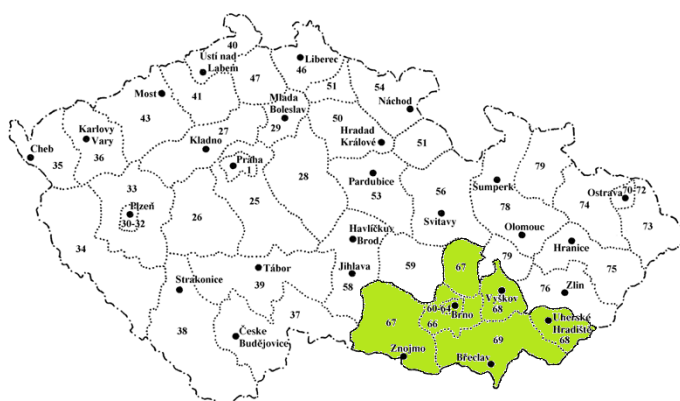 40
Ústí nad
Labem
Liberec
46
47
51
54
Most
41
43
Mladá
Boleslav
Náchod
27
29
50
Hradad
Králové
51
Karlovy
Vary
36
Kladno
Cheb
35
Praha
1
28
Pardubice
53
56
Šumperk
78
79
Ostrava
70-72
74
33
Plzeň
30-32
26
25
Svitavy
73
34
Havlíčkux
Brod
Olomouc
Hranice
Strakonice
Tábor
39
Jihlava
58
59
67
79
75
76
Zlin
60-64
Brno
66
Vyškov
68
Uherské
Hradiště
68
38
37
67
69
České
Budějovice
Znojmo
Břeclav